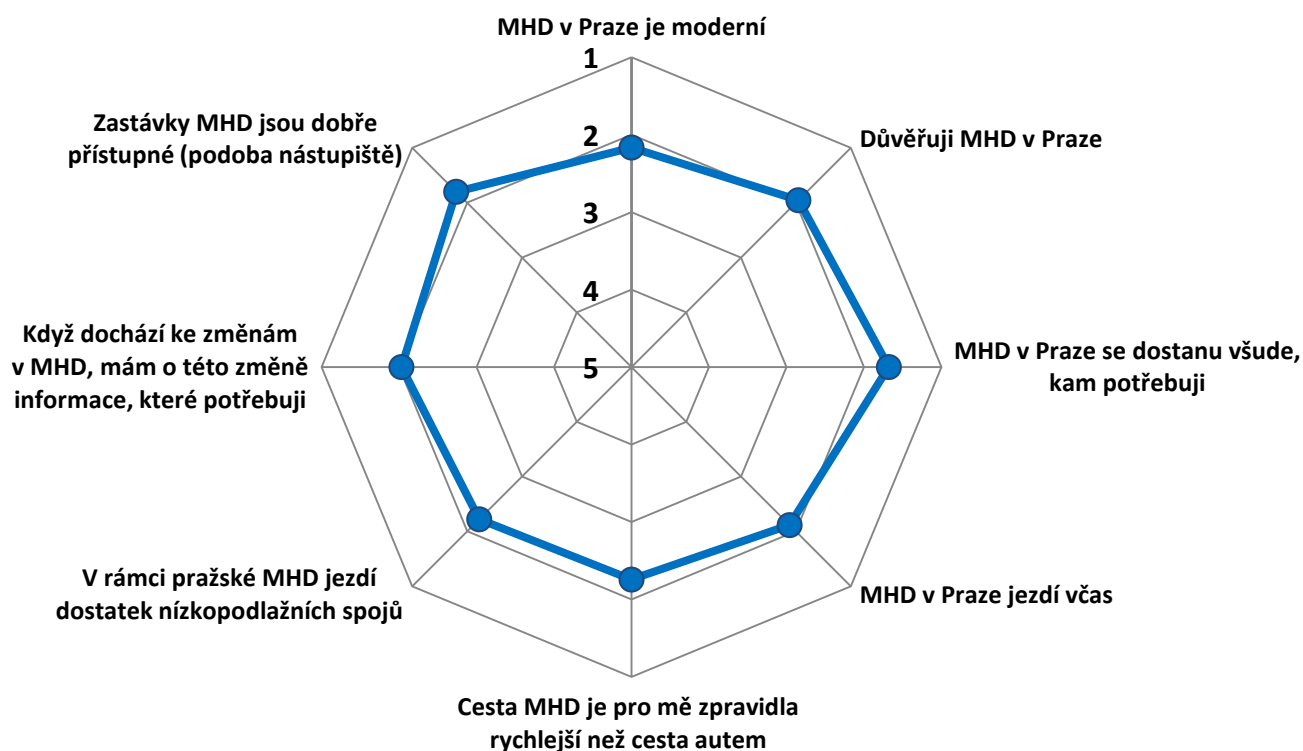 MHD v Praze je moderní
1
Zastávky MHD jsou dobře
přístupné (podoba nástupiště)
2
Důvěřuji MHD v Praze
3
4
Když dochází ke změnám
v MHD, mám o této změně
informace, které potřebuji
5
MHD v Praze se dostanu všude,
kam potřebuji
V rámci pražské MHD jezdí
dostatek nízkopodlažních spojů
MHD v Praze jezdí včas
Cesta MHD je pro mě zpravidla
rychlejší než cesta autem